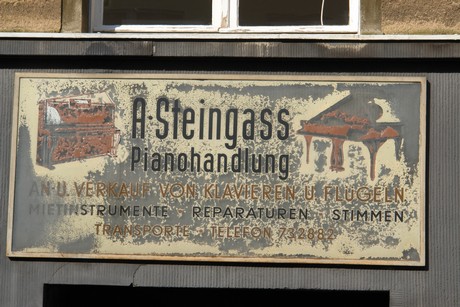 A·Steingass
Pianohandlung
AN-U. VERKAUF VON KLAVIEREN U. FLÜGELN
MIETINSTRUMENTE - REPARATUREN - STIMMEN
TRANSPORTE - TELEFON 732882